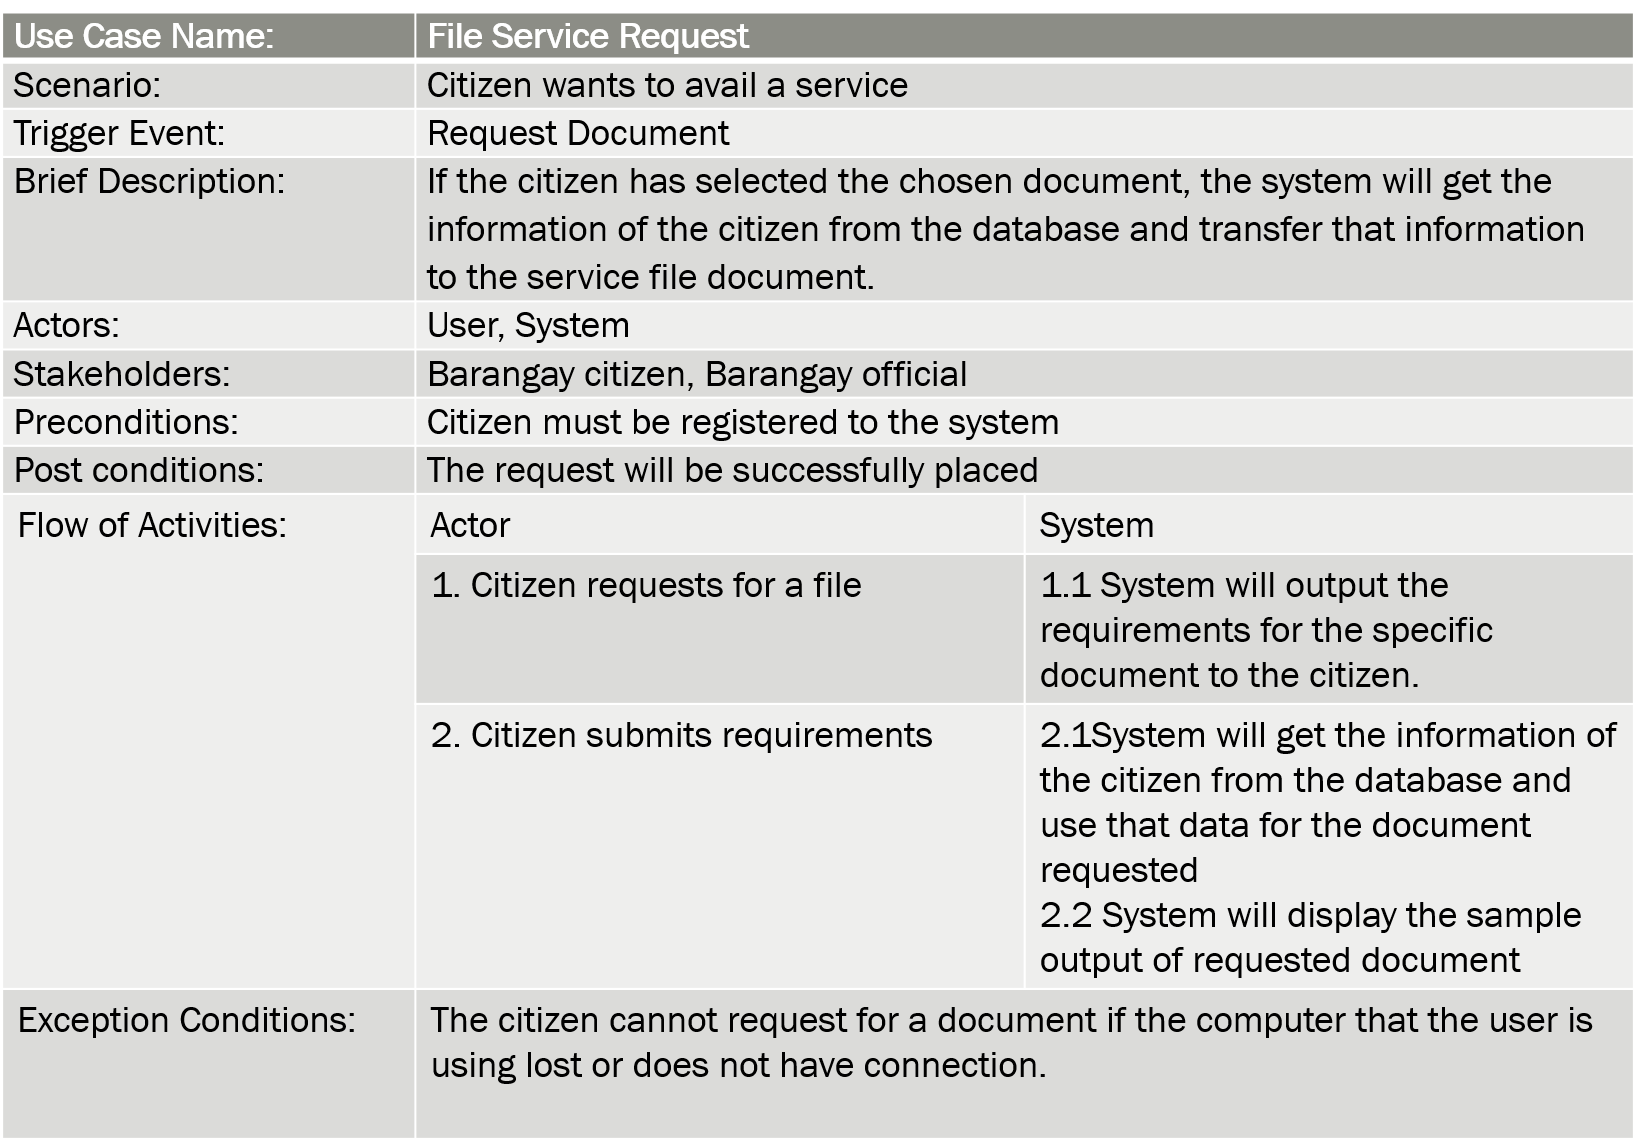 Use Case Name: File Service Request
Scenario: Citizen wants to avail a service
Trigger Event: Request Document
Brief Description: If the citizen has selected the chosen document, the system will get the
information of the citizen from the database and transfer that information
to the service file document.
Actors: User, System
Stakeholders: Barangay citizen, Barangay official
Preconditions: Citizen must be registered to the system
Post conditions: The request will be successfully placed
Flow of Activities: Actor System
1. Citizen requests for a file
1.1 System will output the
requirements for the specific
document to the citizen.
2. Citizen submits requirements
2.1System will get the information of
the citizen from the database and
use that data for the document
requested
2.2 System will display the sample
output of requested document
Exception Conditions: The citizen cannot request for a document if the computer that the user is
using lost or does not have connection.